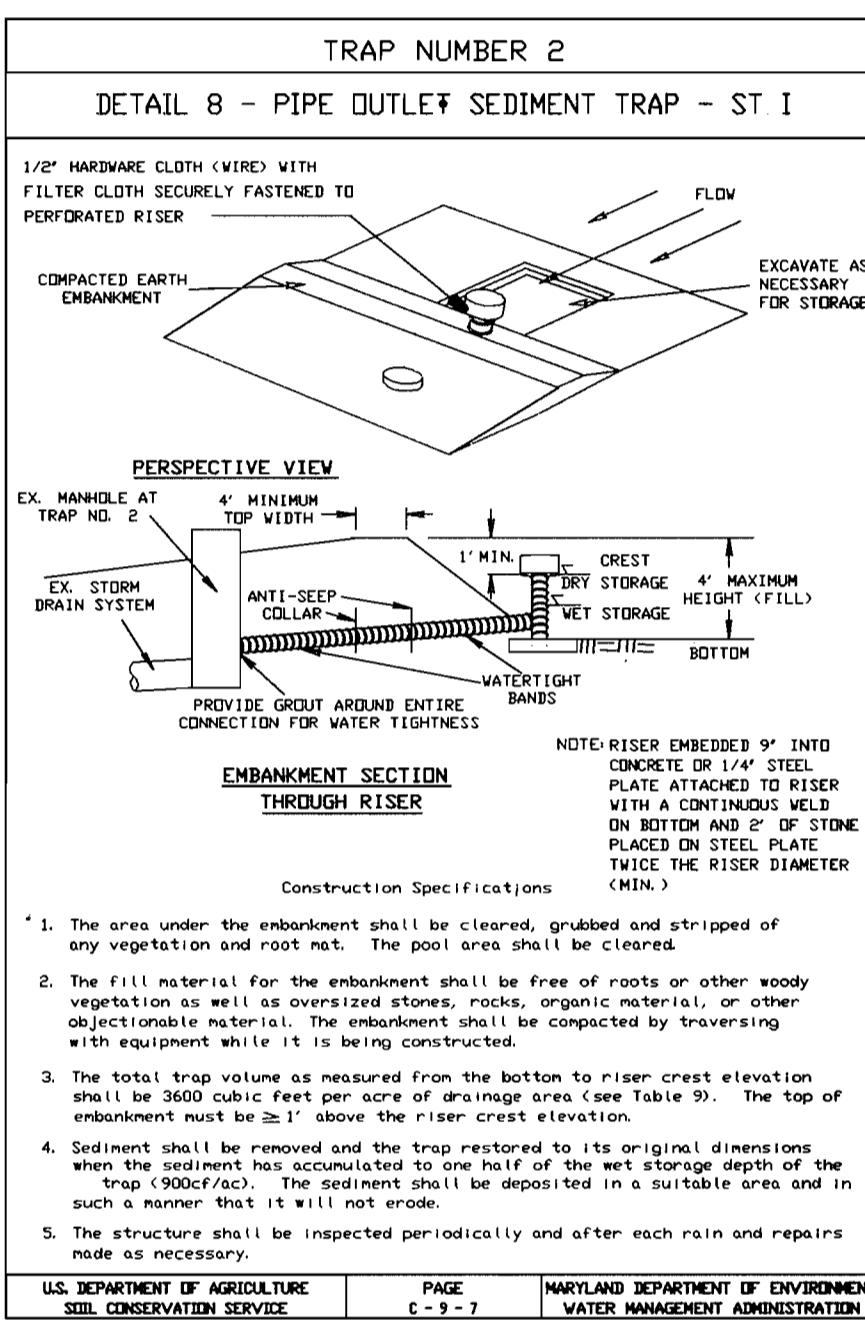 TRAP NUMBER 2
DETAIL 8 - PIPE OUTLET SEDIMENT TRAP - ST. I
1/2" HARDWARE CLOTH (WIRE) WITH
FILTER CLOTH SECURELY FASTENED TO
PERFORATED RISER
FLOW
COMPACTED EARTH
EMBANKMENT
EXCAVATE AS
NECESSARY
FOR STORAGE
PERSPECTIVE VIEW
EX. MANHOLE AT
TRAP NO. 2
4' MINIMUM
TOP WIDTH
1' MIN.
CREST
DRY STORAGE
WET STORAGE
4' MAXIMUM
HEIGHT (FILL)
EX. STORM
DRAIN SYSTEM
ANTI-SEEP
COLLAR
BOTTOM
WATERTIGHT
BANDS
PROVIDE GROUT AROUND ENTIRE
CONNECTION FOR WATER TIGHTNESS
EMBANKMENT SECTION
THROUGH RISER
NOTE: RISER EMBEDDED 9" INTO
CONCRETE OR 1/4" STEEL
PLATE ATTACHED TO RISER
WITH A CONTINUOUS WELD
ON BOTTOM AND 2' OF STONE
PLACED ON STEEL PLATE
TWICE THE RISER DIAMETER
(MIN.)
Construction Specifications
1. The area under the embankment shall be cleared, grubbed and stripped of
any vegetation and root mat. The pool area shall be cleared.
2. The fill material for the embankment shall be free of roots or other woody
vegetation as well as oversized stones, rocks, organic material, or other
objectionable material. The embankment shall be compacted by traversing
with equipment while it is being constructed.
3. The total trap volume as measured from the bottom to riser crest elevation
shall be 3600 cubic feet per acre of drainage area (see Table 9). The top of
embankment must be ≥ 1' above the riser crest elevation.
4. Sediment shall be removed and the trap restored to its original dimensions
when the sediment has accumulated to one half of the wet storage depth of the
trap (900cf/ac). The sediment shall be deposited in a suitable area and in
such a manner that it will not erode.
5. The structure shall be inspected periodically and after each rain and repairs
made as necessary.
U.S. DEPARTMENT OF AGRICULTURE
SOIL CONSERVATION SERVICE
PAGE
C - 9 - 7
MARYLAND DEPARTMENT OF ENVIRONMEN
WATER MANAGEMENT ADMINISTRATION